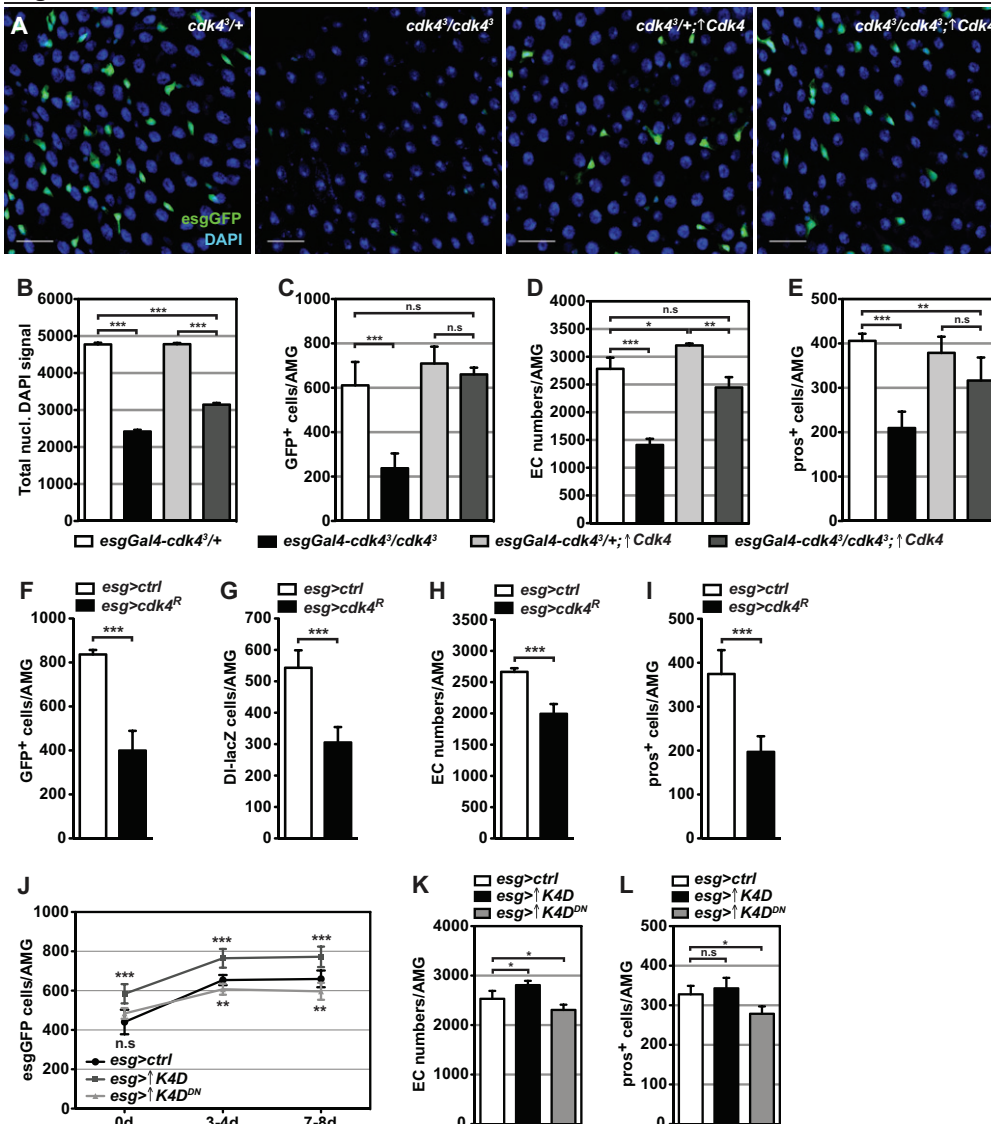 A
cdk4³/+
cdk4³/cdk4³
cdk4³/+;↑Cdk4
cdk4³/cdk4³;↑Cdk4
esgGFP
DAPI
B
Total nucl. DAPI signal
6000
5000
4000
3000
2000
1000
0
***
***
***
C
GFP⁺ cells/AMG
1000
800
600
400
200
0
n.s
***
n.s
D
EC numbers/AMG
4000
3500
3000
2500
2000
1500
1000
500
0
n.s
*
**
***
E
pros⁺ cells/AMG
500
400
300
200
100
0
**
***
n.s
esgGal4-cdk4³/+
esgGal4-cdk4³/cdk4³
esgGal4-cdk4³/+;↑Cdk4
esgGal4-cdk4³/cdk4³;↑Cdk4
F
esg>ctrl
esg>cdk4ᴿ
GFP⁺ cells/AMG
1000
800
600
400
200
0
***
G
esg>ctrl
esg>cdk4ᴿ
Dl-lacZ cells/AMG
700
600
500
400
300
200
100
0
***
H
esg>ctrl
esg>cdk4ᴿ
EC numbers/AMG
3500
3000
2500
2000
1500
1000
500
0
***
I
esg>ctrl
esg>cdk4ᴿ
pros⁺ cells/AMG
500
400
300
200
100
0
***
J
esgGFP cells/AMG
1000
800
600
400
200
0
***
***
***
n.s
**
**
esg>ctrl
esg>↑K4D
esg>↑K4Dᴰᴺ
0d
3-4d
7-8d
K
esg>ctrl
esg>↑K4D
esg>↑K4Dᴰᴺ
EC numbers/AMG
4000
3000
2000
1000
0
*
*
L
esg>ctrl
esg>↑K4D
esg>↑K4Dᴰᴺ
pros⁺ cells/AMG
500
400
300
200
100
0
*
n.s